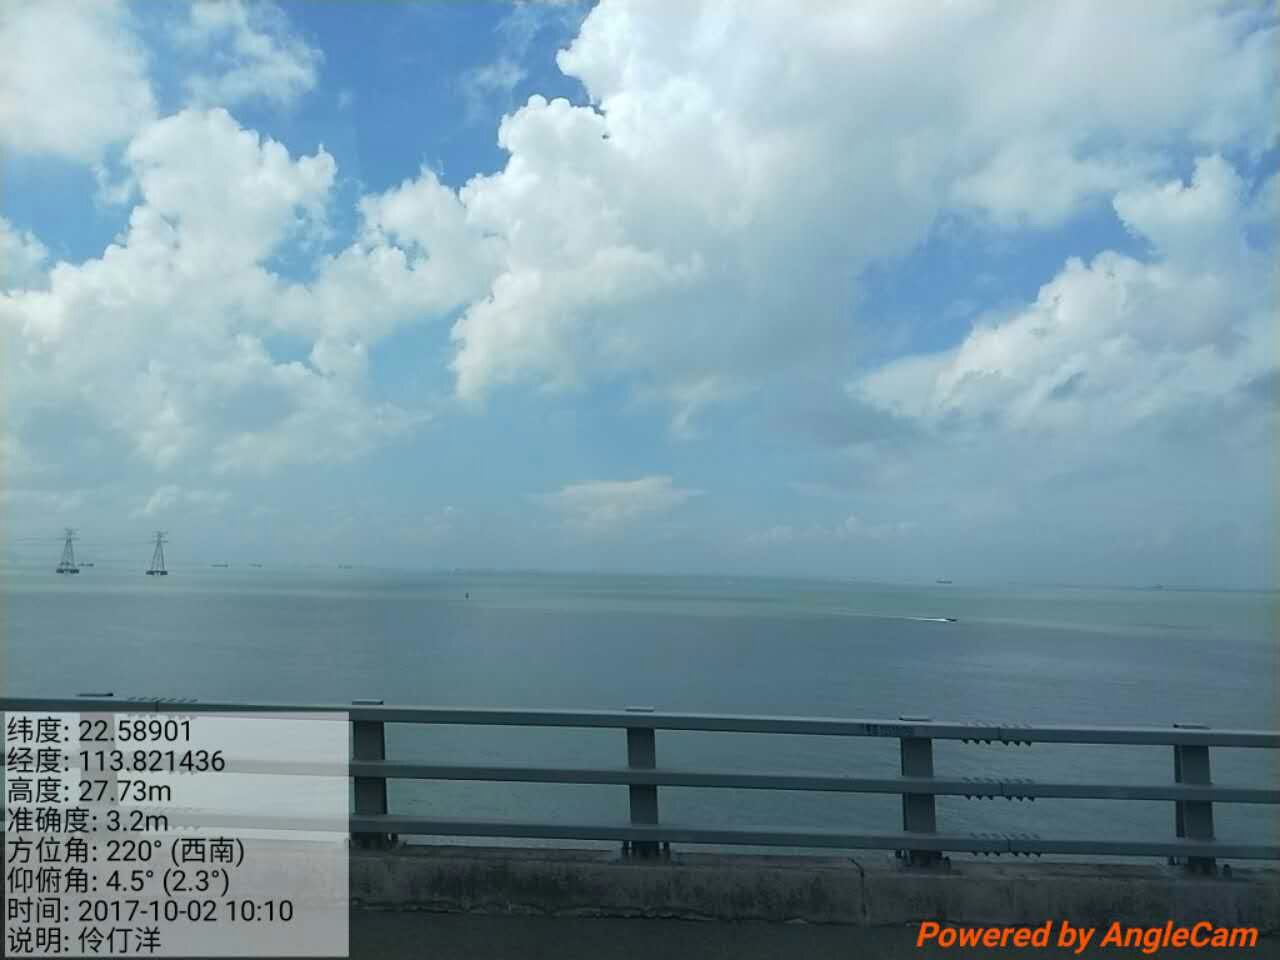 纬度: 22.58901
经度: 113.821436
高度: 27.73m
准确度: 3.2m
方位角: 220° (西南)
仰俯角: 4.5° (2.3°)
时间: 2017-10-02 10:10
说明: 伶仃洋
Powered by AngleCam